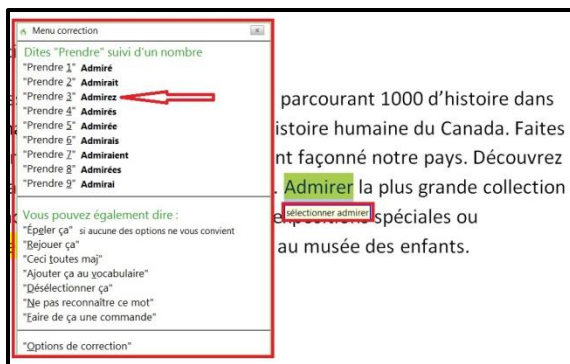 Menu correction
Dites "Prendre" suivi d'un nombre
"Prendre 1" Admiré
"Prendre 2" Admirait
"Prendre 3" Admirez
"Prendre 4" Admirés
"Prendre 5" Admirée
"Prendre 6" Admirais
"Prendre 7" Admiraient
"Prendre 8" Admirées
"Prendre 9" Admirai
Vous pouvez également dire :
"Épeler ça" si aucune des options ne vous convient
"Rejouer ça"
"Ceci toutes maj"
"Ajouter ça au vocabulaire"
"Désélectionner ça"
"Ne pas reconnaître ce mot"
"Faire de ça une commande"
"Options de correction"
parcourant 1000 d'histoire dans
istoire humaine du Canada. Faites
nt façonné notre pays. Découvrez
. Admirer la plus grande collection
sélectionner admirer
spéciales ou
au musée des enfants.